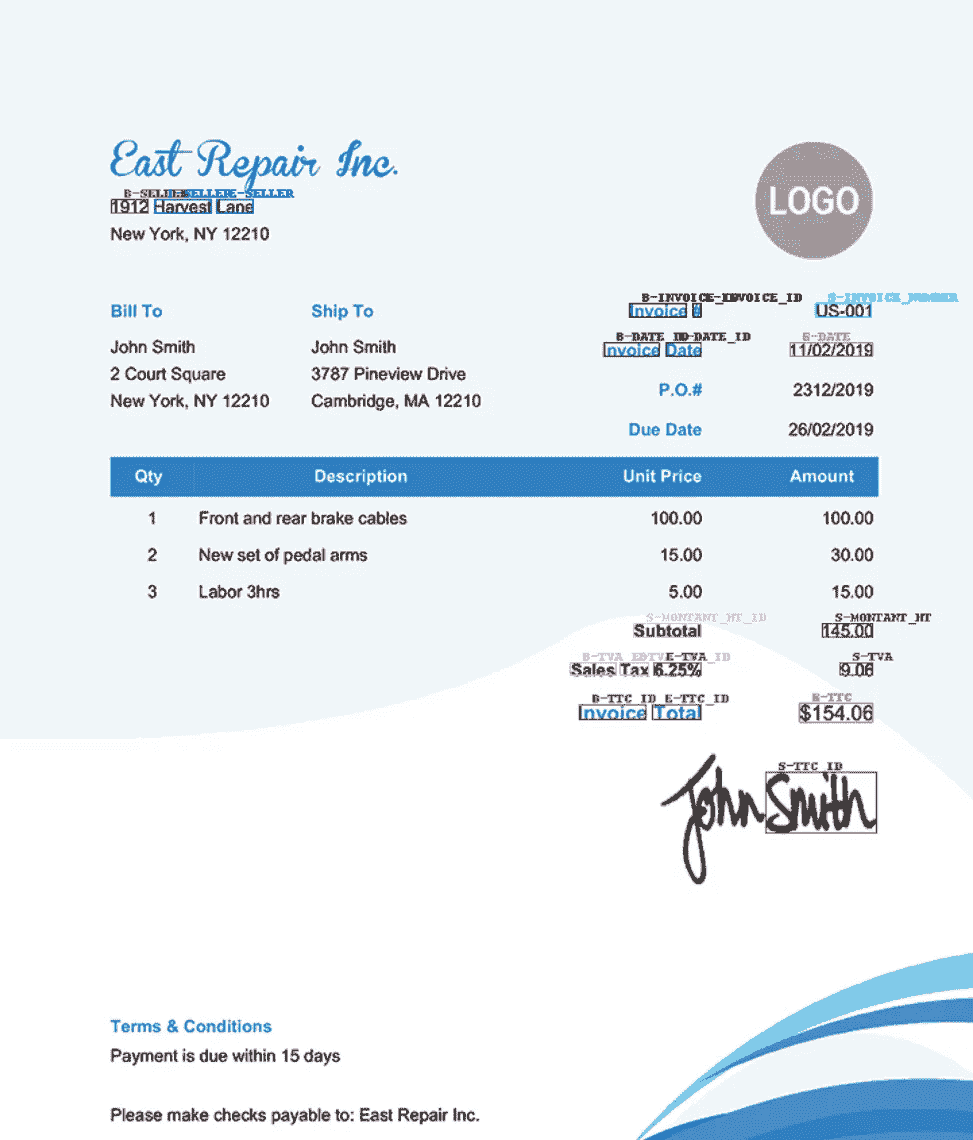 East Repair Inc.
LOGO
B-SELLER E-SELLER
1912 Harvest Lane
New York, NY 12210
Bill To
John Smith
2 Court Square
New York, NY 12210
Ship To
John Smith
3787 Pineview Drive
Cambridge, MA 12210
B-INVOICE_ID S-INVOICE_NUMBER
Invoice # US-001
B-DATE_ID E-DATE
Invoice Date 11/02/2019
P.O.# 2312/2019
Due Date 26/02/2019
Qty Description Unit Price Amount
1 Front and rear brake cables 100.00 100.00
2 New set of pedal arms 15.00 30.00
3 Labor 3hrs 5.00 15.00
S-MONTANT_HT_ID S-MONTANT_HT
Subtotal 145.00
B-TVA_ID E-TVA_ID S-TVA
Sales Tax 6.25% 9.06
B-TTC_ID E-TTC_ID E-TTC
Invoice Total $154.06
S-TTC_ID
John Smith
Terms & Conditions
Payment is due within 15 days
Please make checks payable to: East Repair Inc.